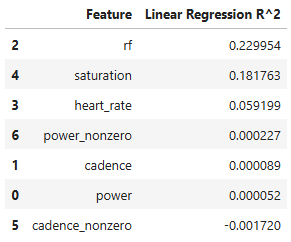 Feature Linear Regression R^2
2 rf 0.229954
4 saturation 0.181763
3 heart_rate 0.059199
6 power_nonzero 0.000227
1 cadence 0.000089
0 power 0.000052
5 cadence_nonzero -0.001720